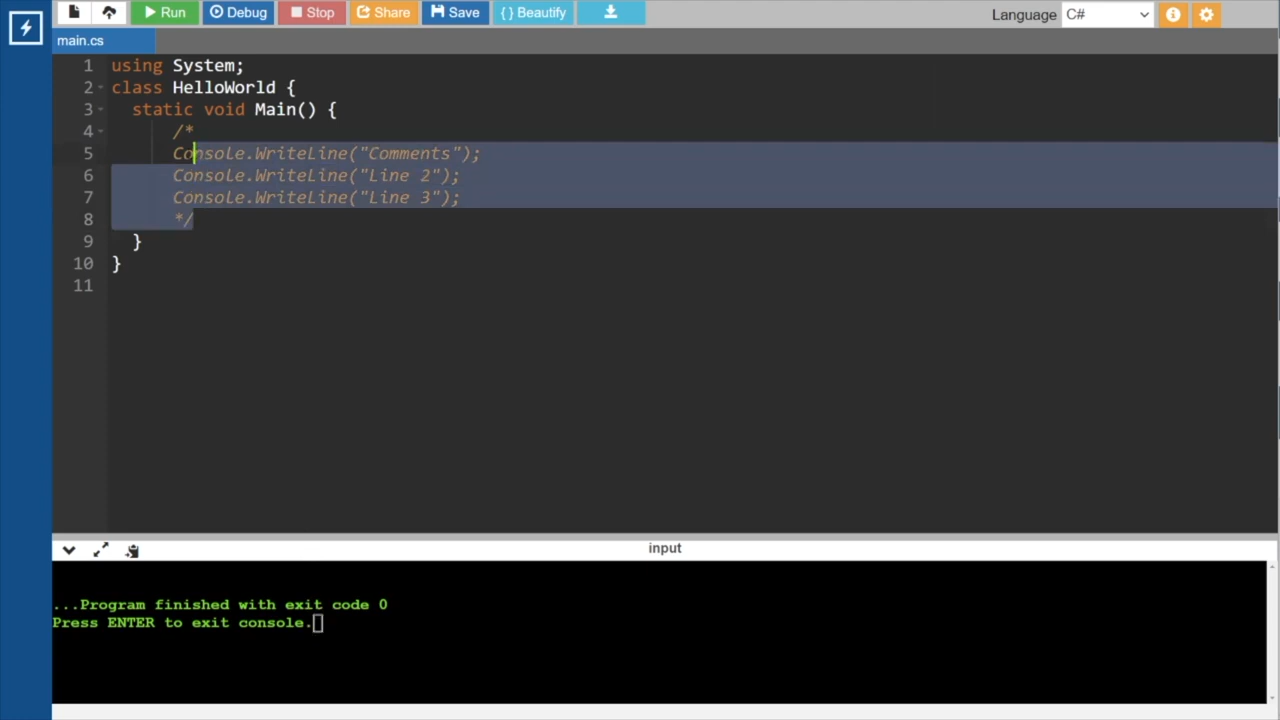 Run Debug Stop Share Save { } Beautify Language C#
main.cs
1 using System;
2 class HelloWorld {
3 static void Main() {
4 /*
5 Console.WriteLine("Comments");
6 Console.WriteLine("Line 2");
7 Console.WriteLine("Line 3");
8 */
9 }
10 }
11
input
...Program finished with exit code 0
Press ENTER to exit console.